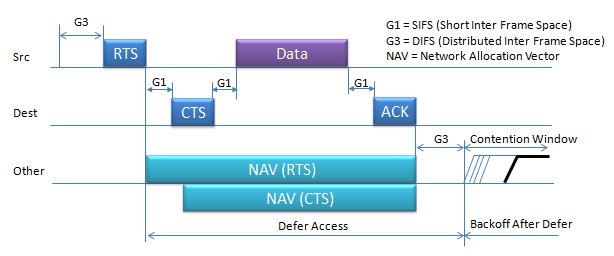 G1 = SIFS (Short Inter Frame Space)
G3 = DIFS (Distributed Inter Frame Space)
NAV = Network Allocation Vector
G3
Src
RTS
Data
G1
G1
G1
Dest
CTS
ACK
G3
Contention Window
Other
NAV (RTS)
NAV (CTS)
Defer Access
Backoff After Defer